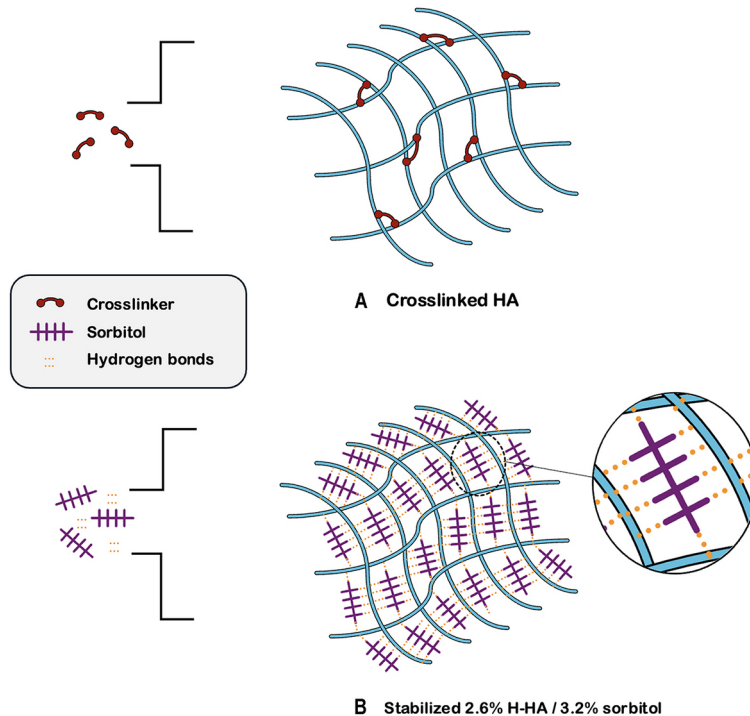 A Crosslinked HA
Crosslinker
Sorbitol
Hydrogen bonds
B Stabilized 2.6% H-HA / 3.2% sorbitol